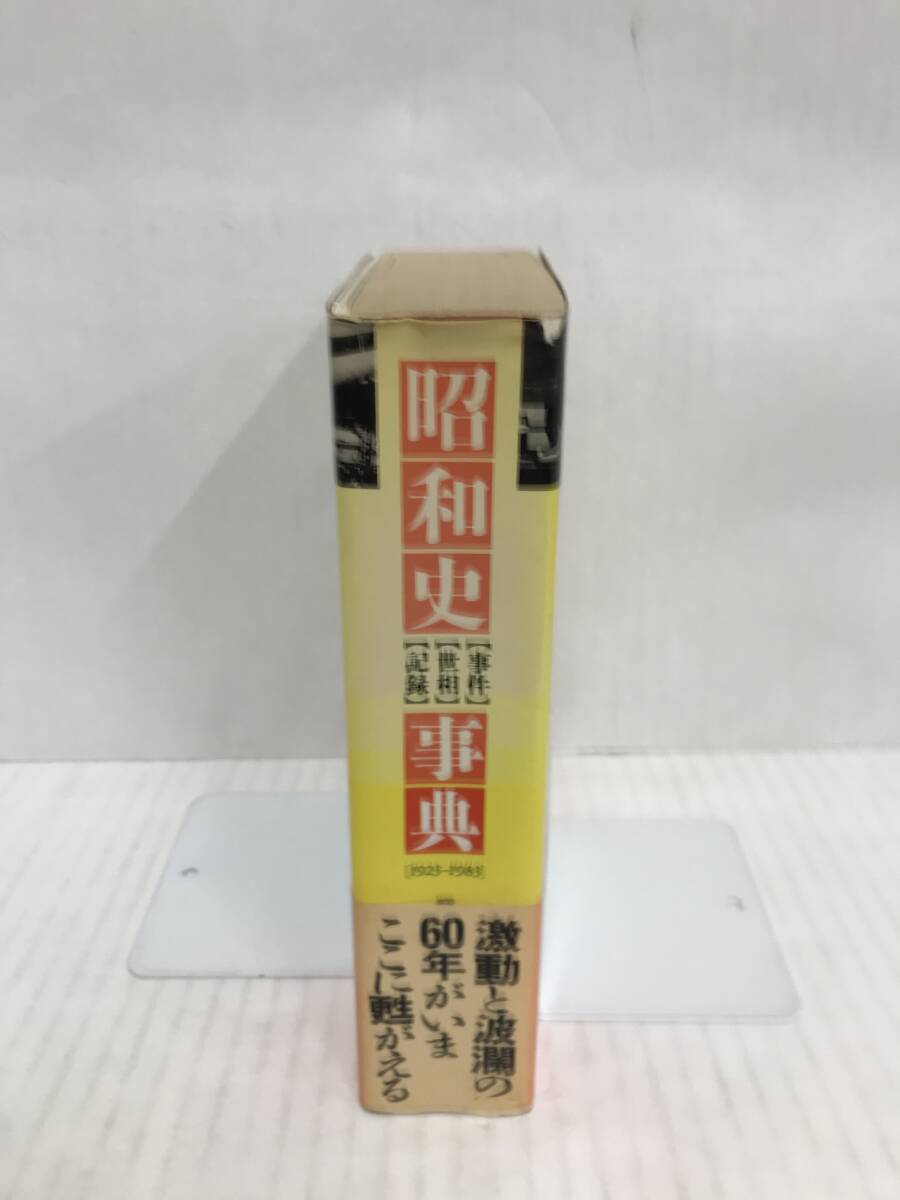 昭和史
【事件】
【世相】
【記録】
事典
[1923-1983]
激動と波瀾の
60年がいま
ここに甦がえる